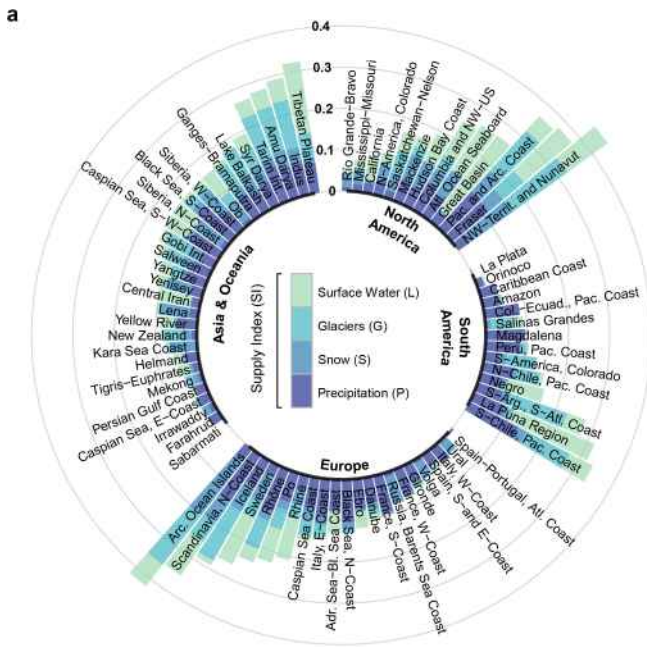 a
0.4
0.3
0.2
0.1
0
Rio Grande−Bravo
Mississippi−Missouri
California
N−America, Colorado
Saskatchewan−Nelson
Mackenzie
Hudson Bay Coast
Columbia and NW−US
Atl. Ocean Seaboard
Great Basin
Pac. and Arc. Coast
Fraser
NW−Territ. and Nunavut
North
America
La Plata
Orinoco
Caribbean Coast
Amazon
Col.−Ecuad., Pac. Coast
Salinas Grandes
Magdalena
Peru, Pac. Coast
S−America, Colorado
N−Chile, Pac. Coast
Negro
S−Arg., S−Atl. Coast
La Puna Region
S−Chile, Pac. Coast
South
America
Spain−Portugal, Atl. Coast
Ural
Italy, W−Coast
Spain, S−and E−Coast
Volga
Gironde
France, W−Coast
Russia, Barents Sea Coast
France, S−Coast
Danube
Ebro
Black Sea, N−Coast
Adr. Sea−Bl. Sea Coast
Italy, E−Coast
Caspian Sea Coast
Rhine
Po
Rhône
Sweden
Iceland
Scandinavia, N−Coast
Arc. Ocean Islands
Europe
Sabarmati
Farahrud
Irrawaddy
Caspian Sea, E−Coast
Persian Gulf Coast
Mekong
Tigris−Euphrates
Helmand
Kara Sea Coast
New Zealand
Yellow River
Lena
Central Iran
Yenisey
Yangtze
Salween
Gobi Int.
Caspian Sea, S−W−Coast
Siberia, N−Coast
Black Sea, S−Coast
Siberia, W−Coast
Ob
Ganges−Bramaputra
Lake Balkash
Syr Darya
Tarim Int.
Amu Darya
Indus
Tibetan Plateau
Asia & Oceania
Supply Index (SI)
Surface Water (L)
Glaciers (G)
Snow (S)
Precipitation (P)